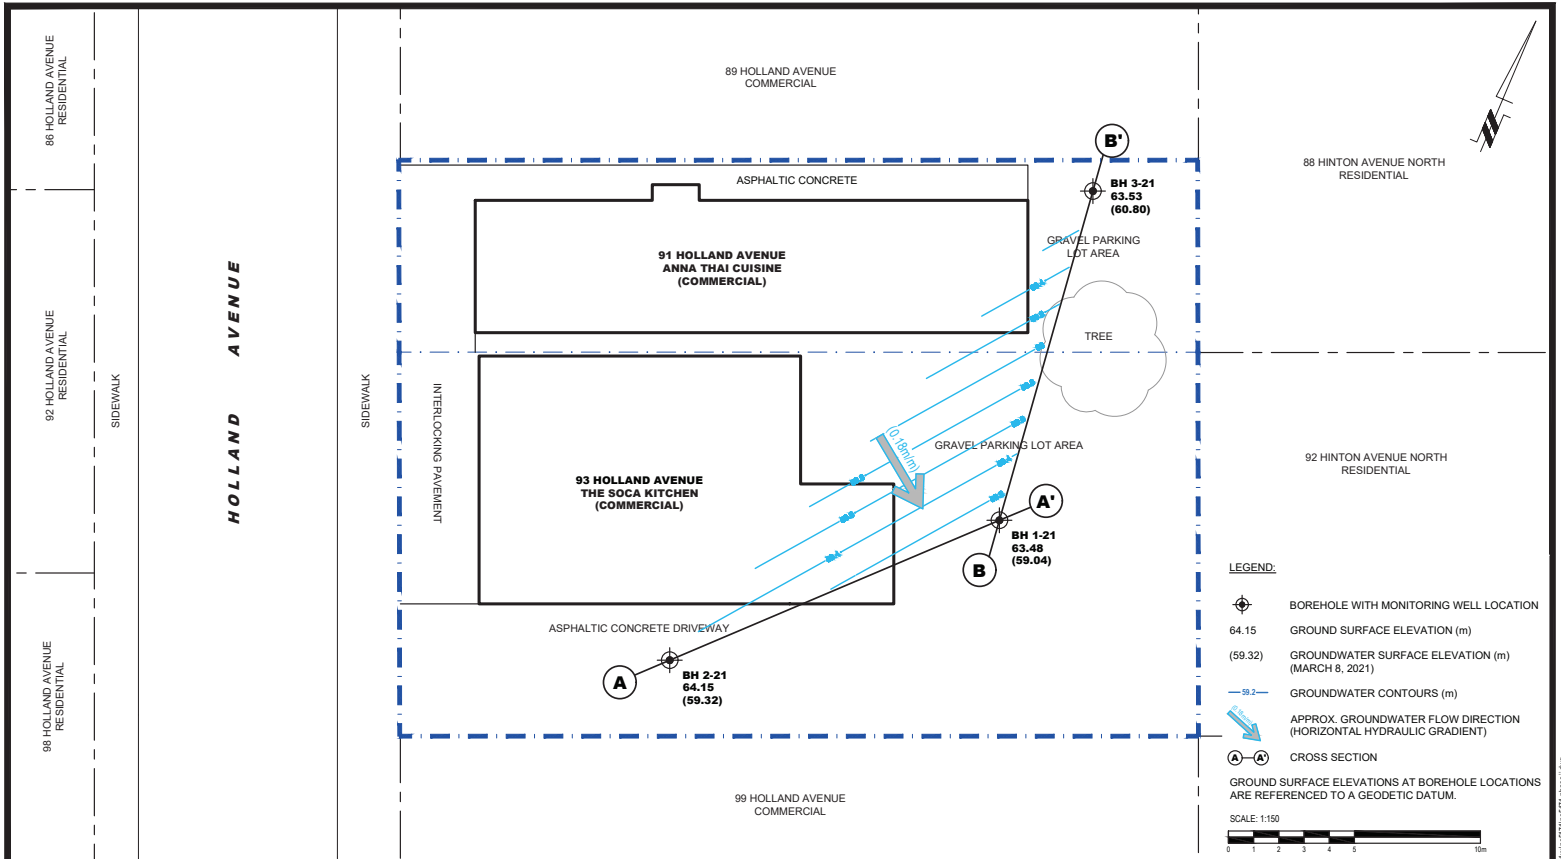 86 HOLLAND AVENUE
RESIDENTIAL
92 HOLLAND AVENUE
RESIDENTIAL
98 HOLLAND AVENUE
RESIDENTIAL
SIDEWALK
HOLLAND AVENUE
SIDEWALK
89 HOLLAND AVENUE
COMMERCIAL
B'
ASPHALTIC CONCRETE
BH 3-21
63.53
(60.80)
88 HINTON AVENUE NORTH
RESIDENTIAL
91 HOLLAND AVENUE
ANNA THAI CUISINE
(COMMERCIAL)
GRAVEL PARKING
LOT AREA
TREE
INTERLOCKING PAVEMENT
(0.18m/m)
GRAVEL PARKING LOT AREA
92 HINTON AVENUE NORTH
RESIDENTIAL
93 HOLLAND AVENUE
THE SOCA KITCHEN
(COMMERCIAL)
A'
BH 1-21
63.48
(59.04)
B
ASPHALTIC CONCRETE DRIVEWAY
A
BH 2-21
64.15
(59.32)
99 HOLLAND AVENUE
COMMERCIAL
LEGEND:
BOREHOLE WITH MONITORING WELL LOCATION
64.15 GROUND SURFACE ELEVATION (m)
(59.32) GROUNDWATER SURFACE ELEVATION (m)
(MARCH 8, 2021)
59.2 GROUNDWATER CONTOURS (m)
APPROX. GROUNDWATER FLOW DIRECTION
(HORIZONTAL HYDRAULIC GRADIENT)
A A' CROSS SECTION
GROUND SURFACE ELEVATIONS AT BOREHOLE LOCATIONS
ARE REFERENCED TO A GEODETIC DATUM.
SCALE: 1:150
0 1 2 3 4 5 10m